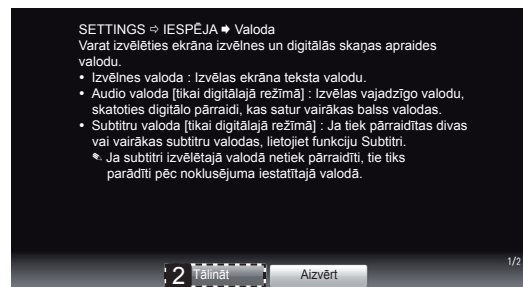 SETTINGS ⇨ IESPĒJA ➧ Valoda
Varat izvēlēties ekrāna izvēlnes un digitālās skaņas apraides
valodu.
• Izvēlnes valoda : Izvēlas ekrāna teksta valodu.
• Audio valoda [tikai digitālajā režīmā] : Izvēlas vajadzīgo valodu,
skatoties digitālo pārraidi, kas satur vairākas balss valodas.
• Subtitru valoda [tikai digitālajā režīmā] : Ja tiek pārraidītas divas
vai vairākas subtitru valodas, lietojiet funkciju Subtitri.
✎ Ja subtitri izvēlētajā valodā netiek pārraidīti, tie tiks
parādīti pēc noklusējuma iestatītajā valodā.
1/2
2 Tālināt Aizvērt